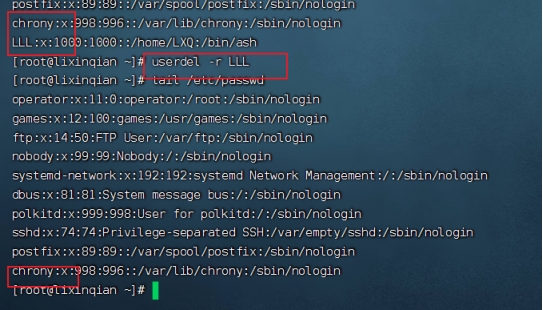 postfix:x:89:89::/var/spool/postfix:/sbin/nologin
chrony:x:998:996::/var/lib/chrony:/sbin/nologin
LLL:x:1000:1000::/home/LXQ:/bin/ash
[root@lixinqian ~]# userdel -r LLL
[root@lixinqian ~]# tail /etc/passwd
operator:x:11:0:operator:/root:/sbin/nologin
games:x:12:100:games:/usr/games:/sbin/nologin
ftp:x:14:50:FTP User:/var/ftp:/sbin/nologin
nobody:x:99:99:Nobody:/:/sbin/nologin
systemd-network:x:192:192:systemd Network Management:/:/sbin/nologin
dbus:x:81:81:System message bus:/:/sbin/nologin
polkitd:x:999:998:User for polkitd:/:/sbin/nologin
sshd:x:74:74:Privilege-separated SSH:/var/empty/sshd:/sbin/nologin
postfix:x:89:89::/var/spool/postfix:/sbin/nologin
chrony:x:998:996::/var/lib/chrony:/sbin/nologin
[root@lixinqian ~]#